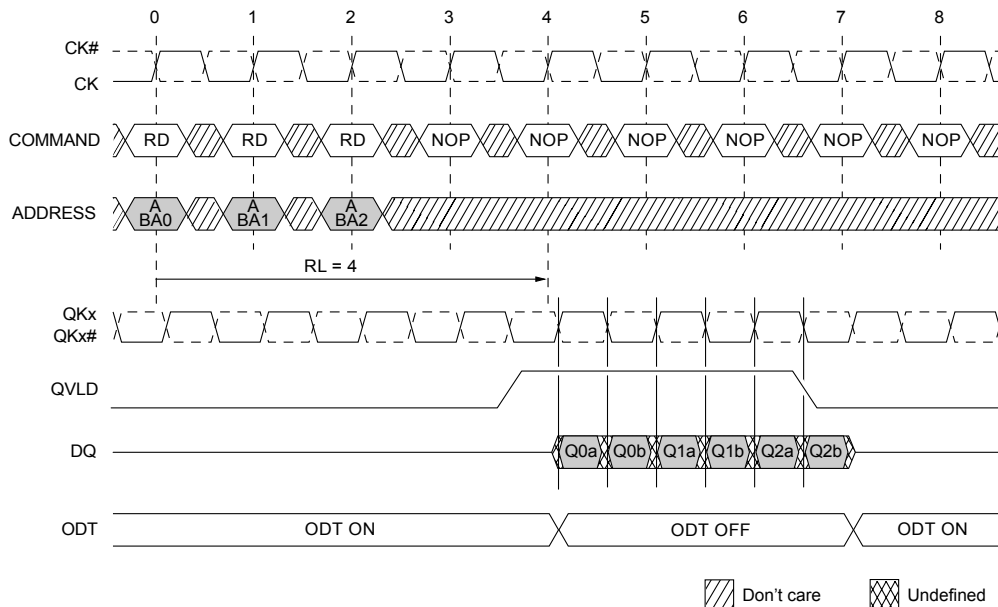 0 1 2 3 4 5 6 7 8
CK#
CK
COMMAND RD RD RD NOP NOP NOP NOP NOP NOP
ADDRESS A BA0 A BA1 A BA2
RL = 4
QKx
QKx#
QVLD
DQ Q0a Q0b Q1a Q1b Q2a Q2b
ODT ODT ON ODT OFF ODT ON
Don't care Undefined